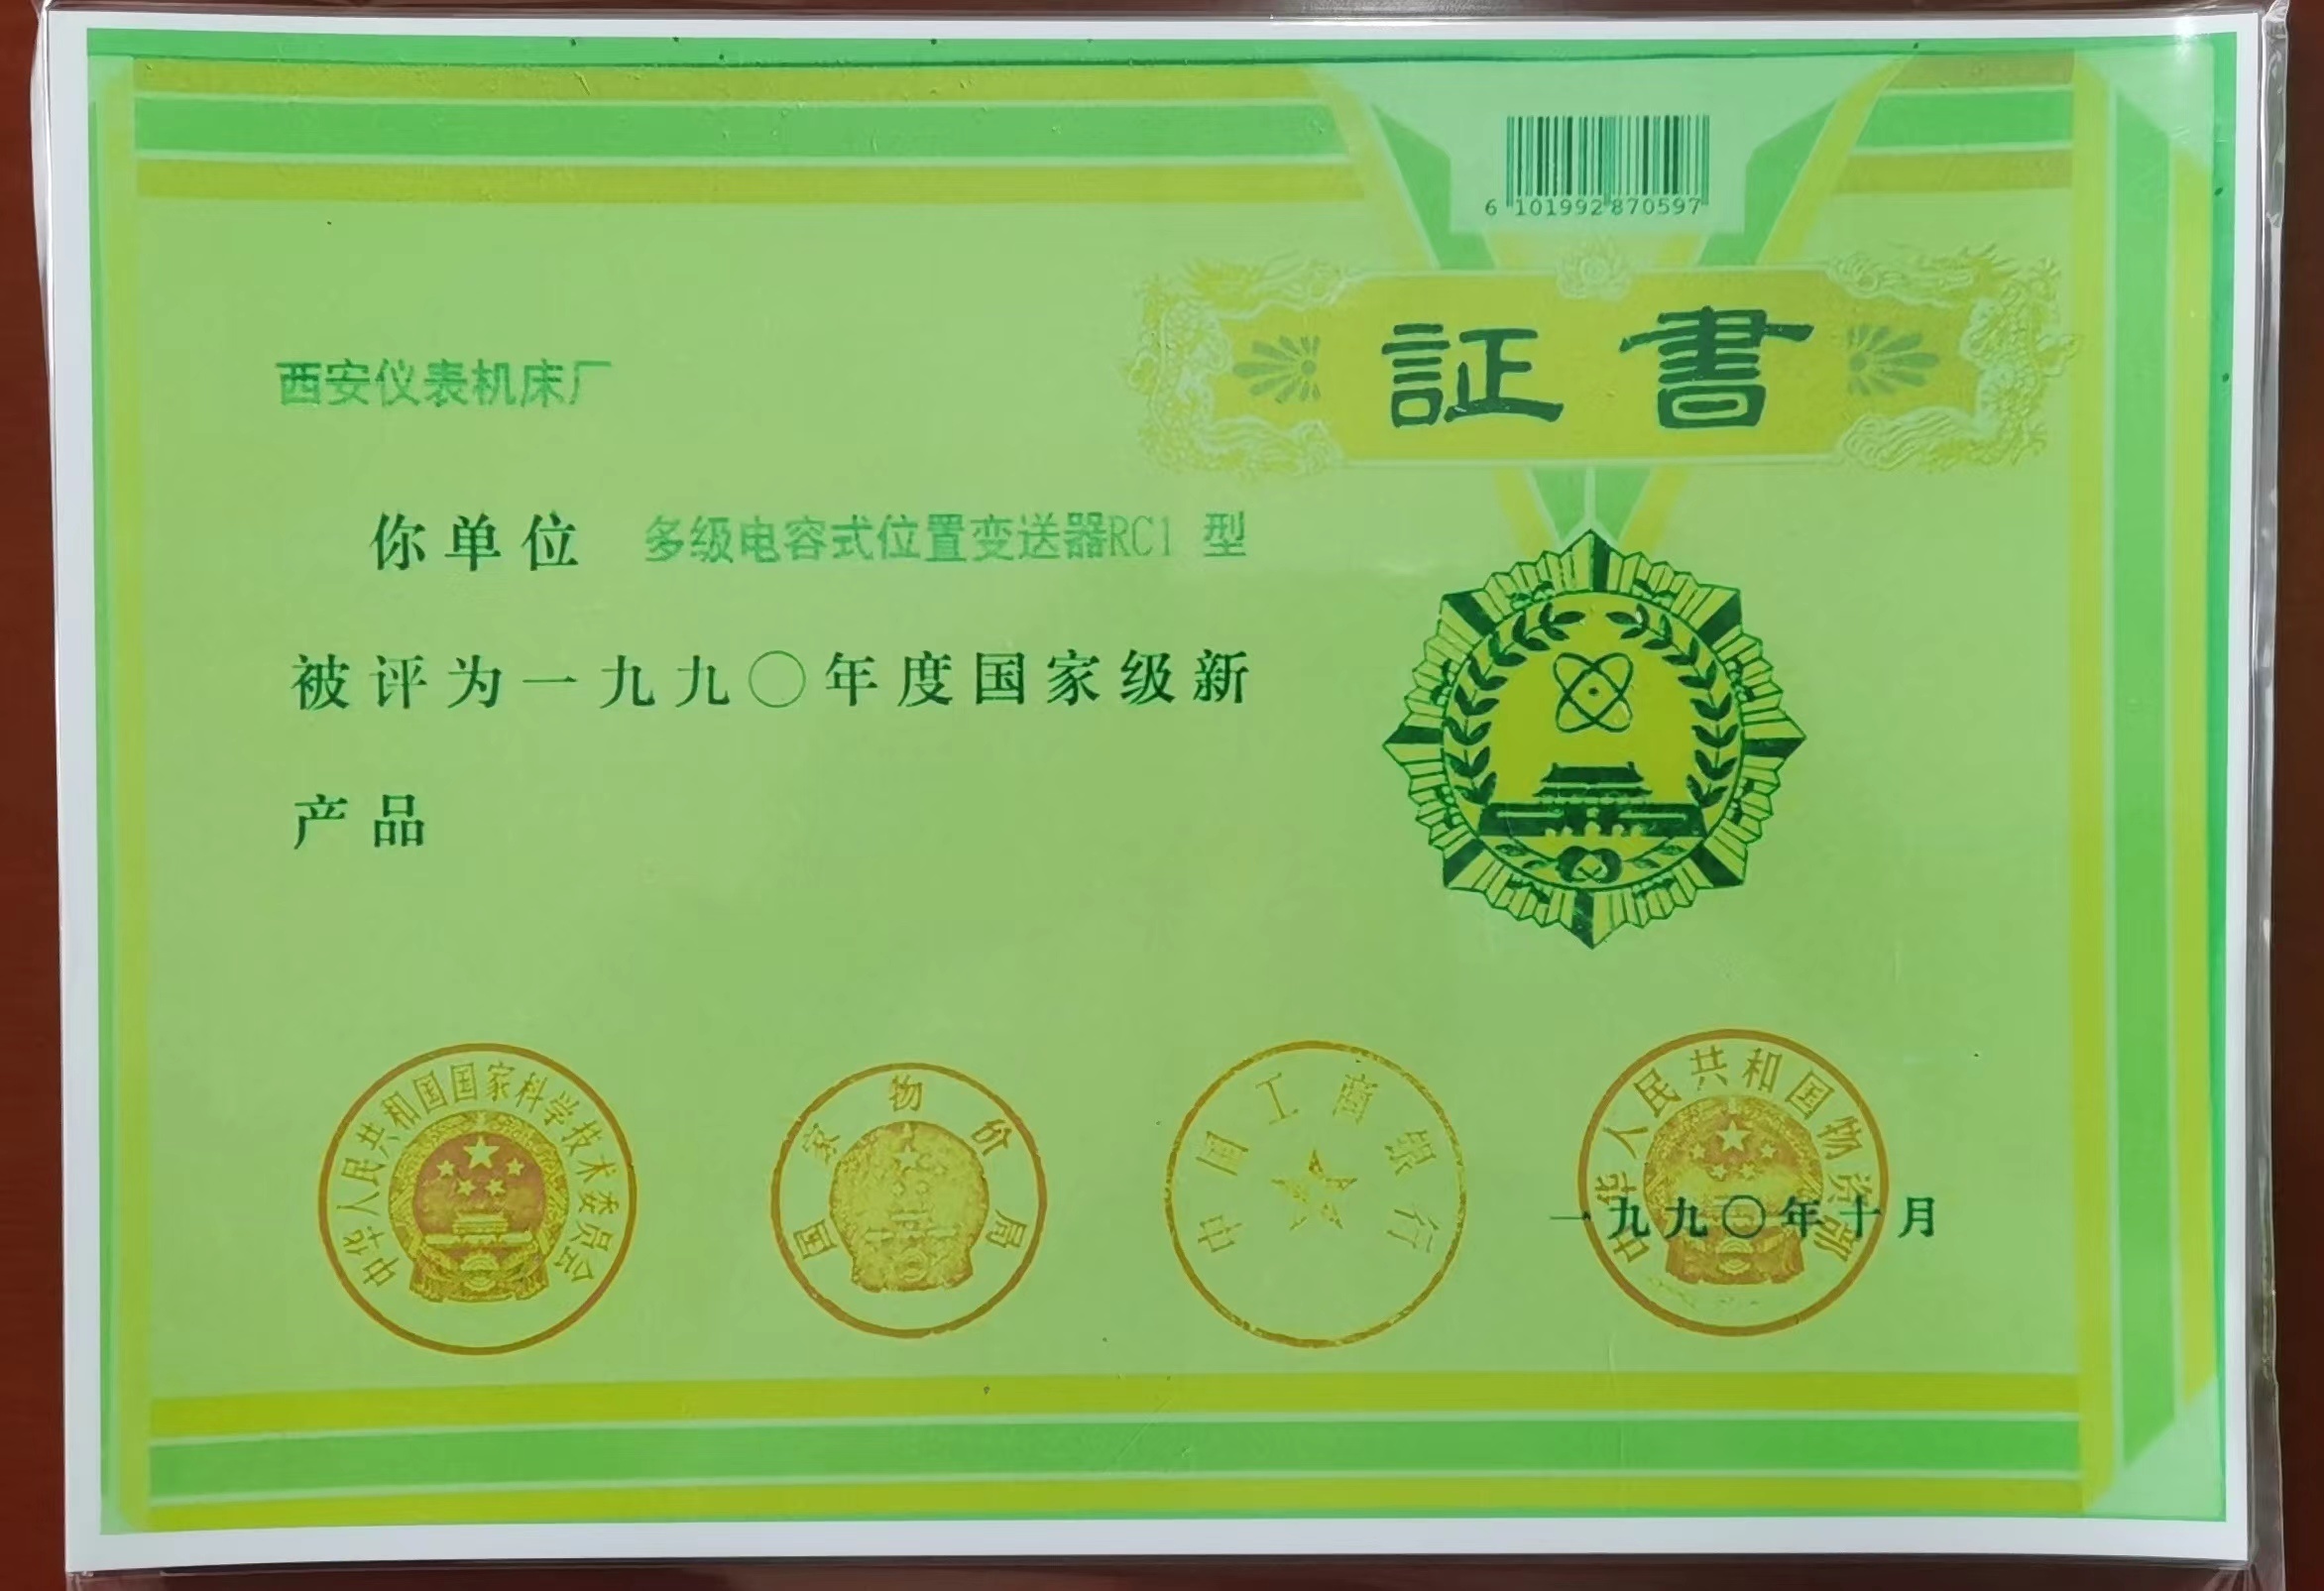 6 101992 870597
証書
西安仪表机床厂
你单位 多级电容式位置变送器RC1 型
被评为一九九〇年度国家级新
产品
中华人民共和国国家科学技术委员会
国家物价局
中国工商银行
中华人民共和国物资部
一九九〇年十月